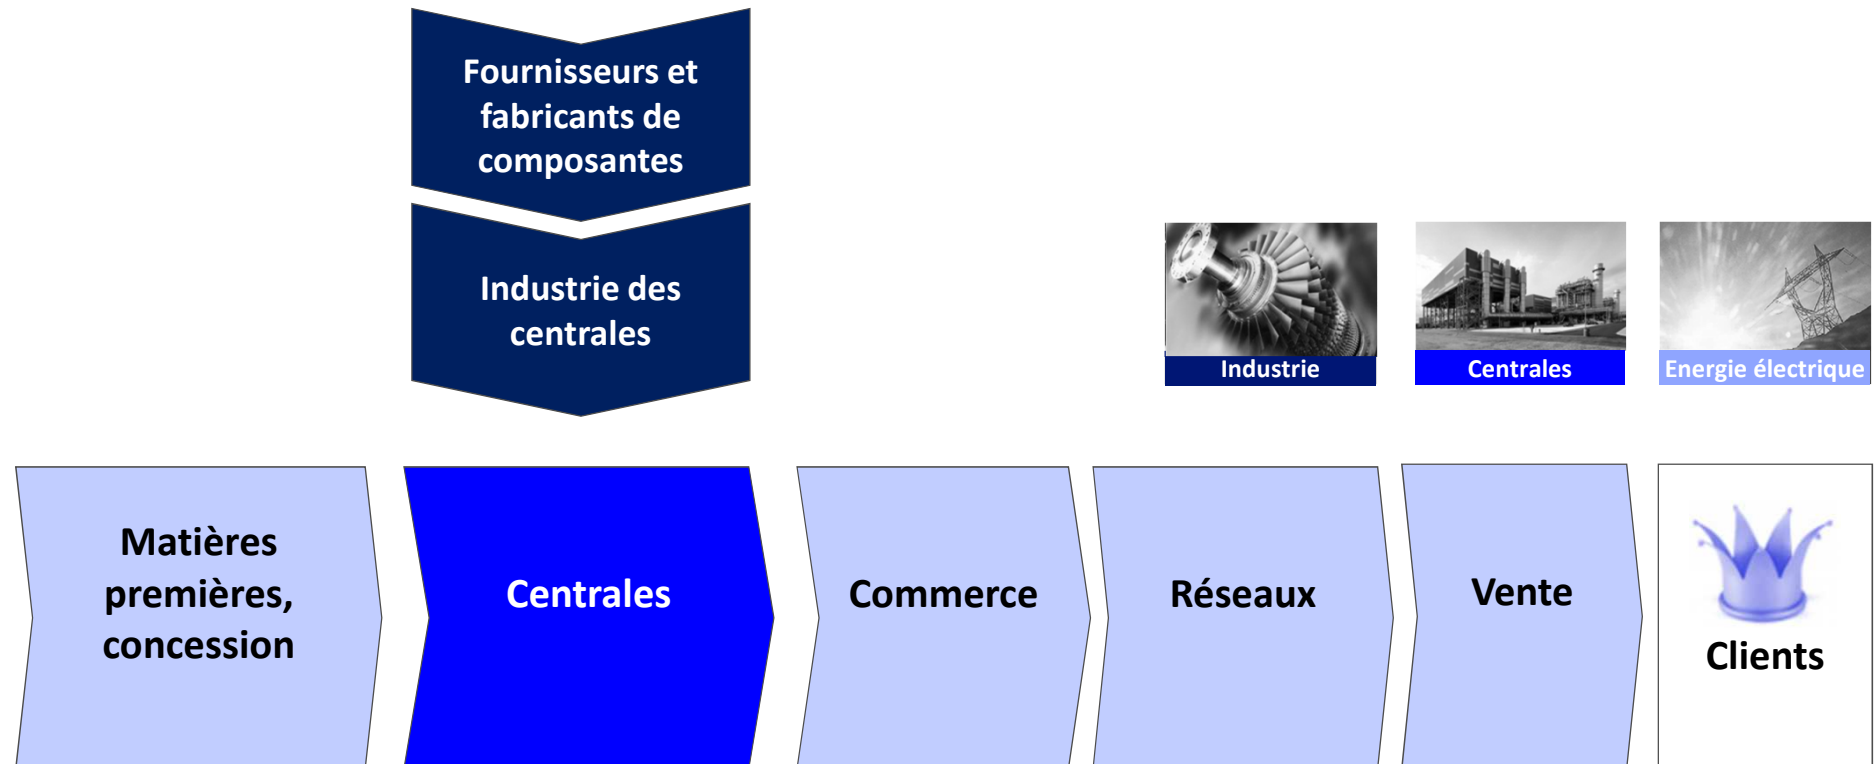 Fournisseurs et
fabricants de
composantes
Industrie des
centrales
Industrie
Centrales
Energie électrique
Matières
premières,
concession
Centrales
Commerce
Réseaux
Vente
Clients